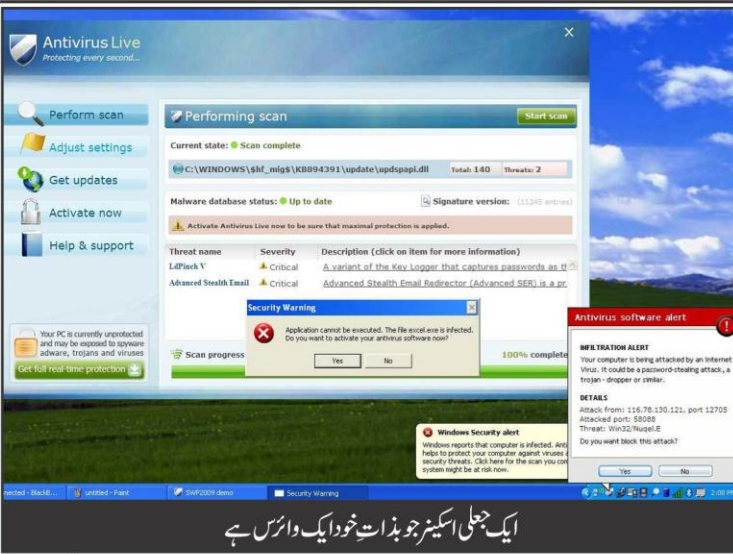 Antivirus Live
Protecting every second...
Perform scan
Adjust settings
Get updates
Activate now
Help & support
Your PC is currently unprotected
and may be exposed to spyware
adware, trojans and viruses
Get full real-time protection
Performing scan
Start scan
Current state: Scan complete
C:\WINDOWS\$hf_mig$\KB894391\update\updspapi.dll Total: 140 Threats: 2
Malware database status: Up to date Signature version: (11345 entries)
Activate Antivirus Live now to be sure that maximal protection is applied.
Threat name Severity Description (click on item for more information)
LdPinch V Critical A variant of the Key Logger that captures passwords as th
Advanced Stealth Email Critical Advanced Stealth Email Redirector (Advanced SER) is a pr
Scan progress 100% complete
Security Warning
Application cannot be executed. The file excel.exe is infected.
Do you want to activate your antivirus software now?
Yes No
Antivirus software alert
INFILTRATION ALERT
Your computer is being attacked by an Internet
Virus. It could be a password-stealing attack, a
trojan - dropper or similar.
DETAILS
Attack from: 116.78.130.121, port 12705
Attacked port: 58088
Threat: Win32/Nuqel.E
Do you want block this attack?
Yes No
Windows Security alert
Windows reports that computer is infected. Anti
helps to protect your computer against viruses a
security threats. Click here for the scan you com
system might be at risk now.
nected - BlackB... untitled - Paint SWP2009 demo Security Warning 2:08 PM
ایک جعلی اسکینر جو بذاتِ خود ایک وائرس ہے